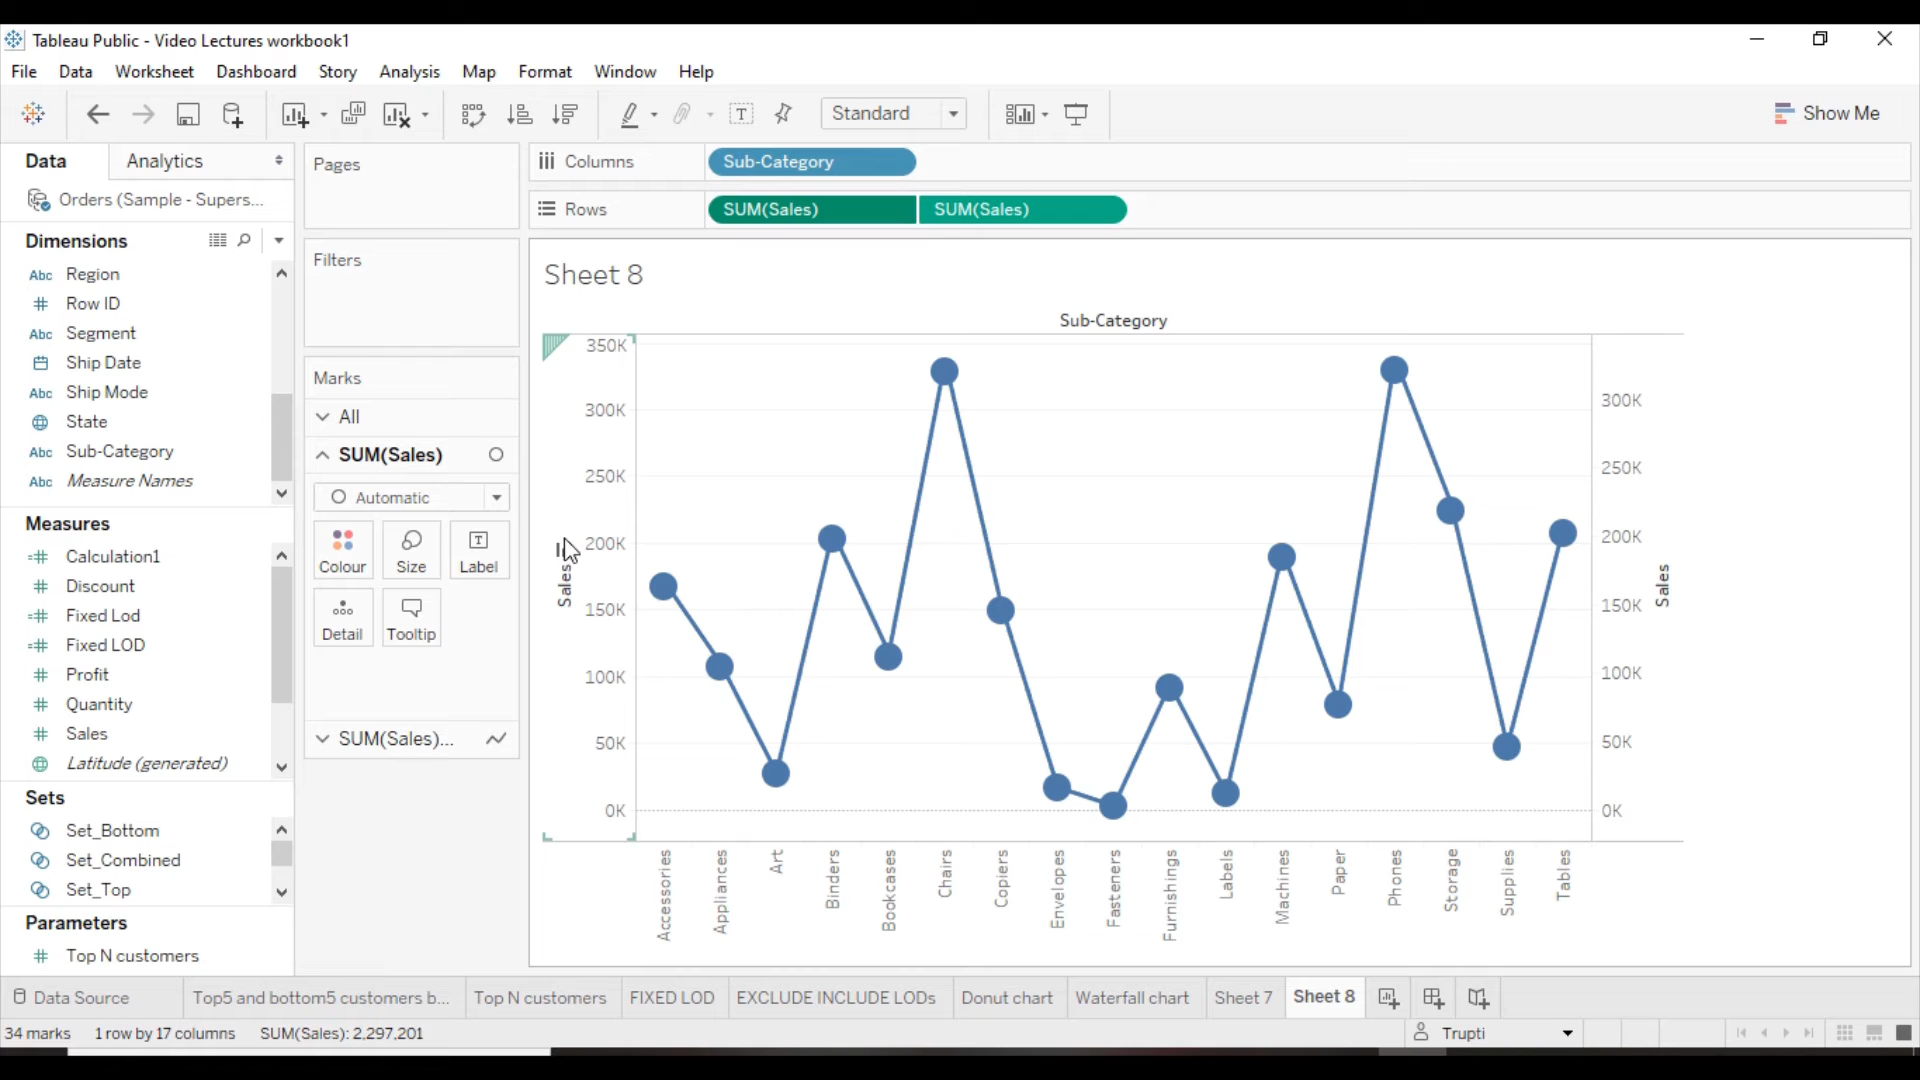 Tableau Public - Video Lectures workbook1
File Data Worksheet Dashboard Story Analysis Map Format Window Help
Standard
Show Me
Data Analytics
Orders (Sample - Supers...
Dimensions
Abc Region
Row ID
Abc Segment
Ship Date
Abc Ship Mode
State
Abc Sub-Category
Abc Measure Names
Measures
Calculation1
Discount
Fixed Lod
Fixed LOD
Profit
Quantity
Sales
Latitude (generated)
Sets
Set_Bottom
Set_Combined
Set_Top
Parameters
Top N customers
Pages
Filters
Marks
All
SUM(Sales)
Automatic
Colour Size Label
Detail Tooltip
SUM(Sales)...
Columns Sub-Category
Rows SUM(Sales) SUM(Sales)
Sheet 8
Sub-Category
350K
300K
250K
200K
150K
100K
50K
0K
Sales
300K
250K
200K
150K
100K
50K
0K
Sales
Accessories
Appliances
Art
Binders
Bookcases
Chairs
Copiers
Envelopes
Fasteners
Furnishings
Labels
Machines
Paper
Phones
Storage
Supplies
Tables
Data Source Top5 and bottom5 customers b... Top N customers FIXED LOD EXCLUDE INCLUDE LODs Donut chart Waterfall chart Sheet 7 Sheet 8
34 marks 1 row by 17 columns SUM(Sales): 2,297,201 Trupti